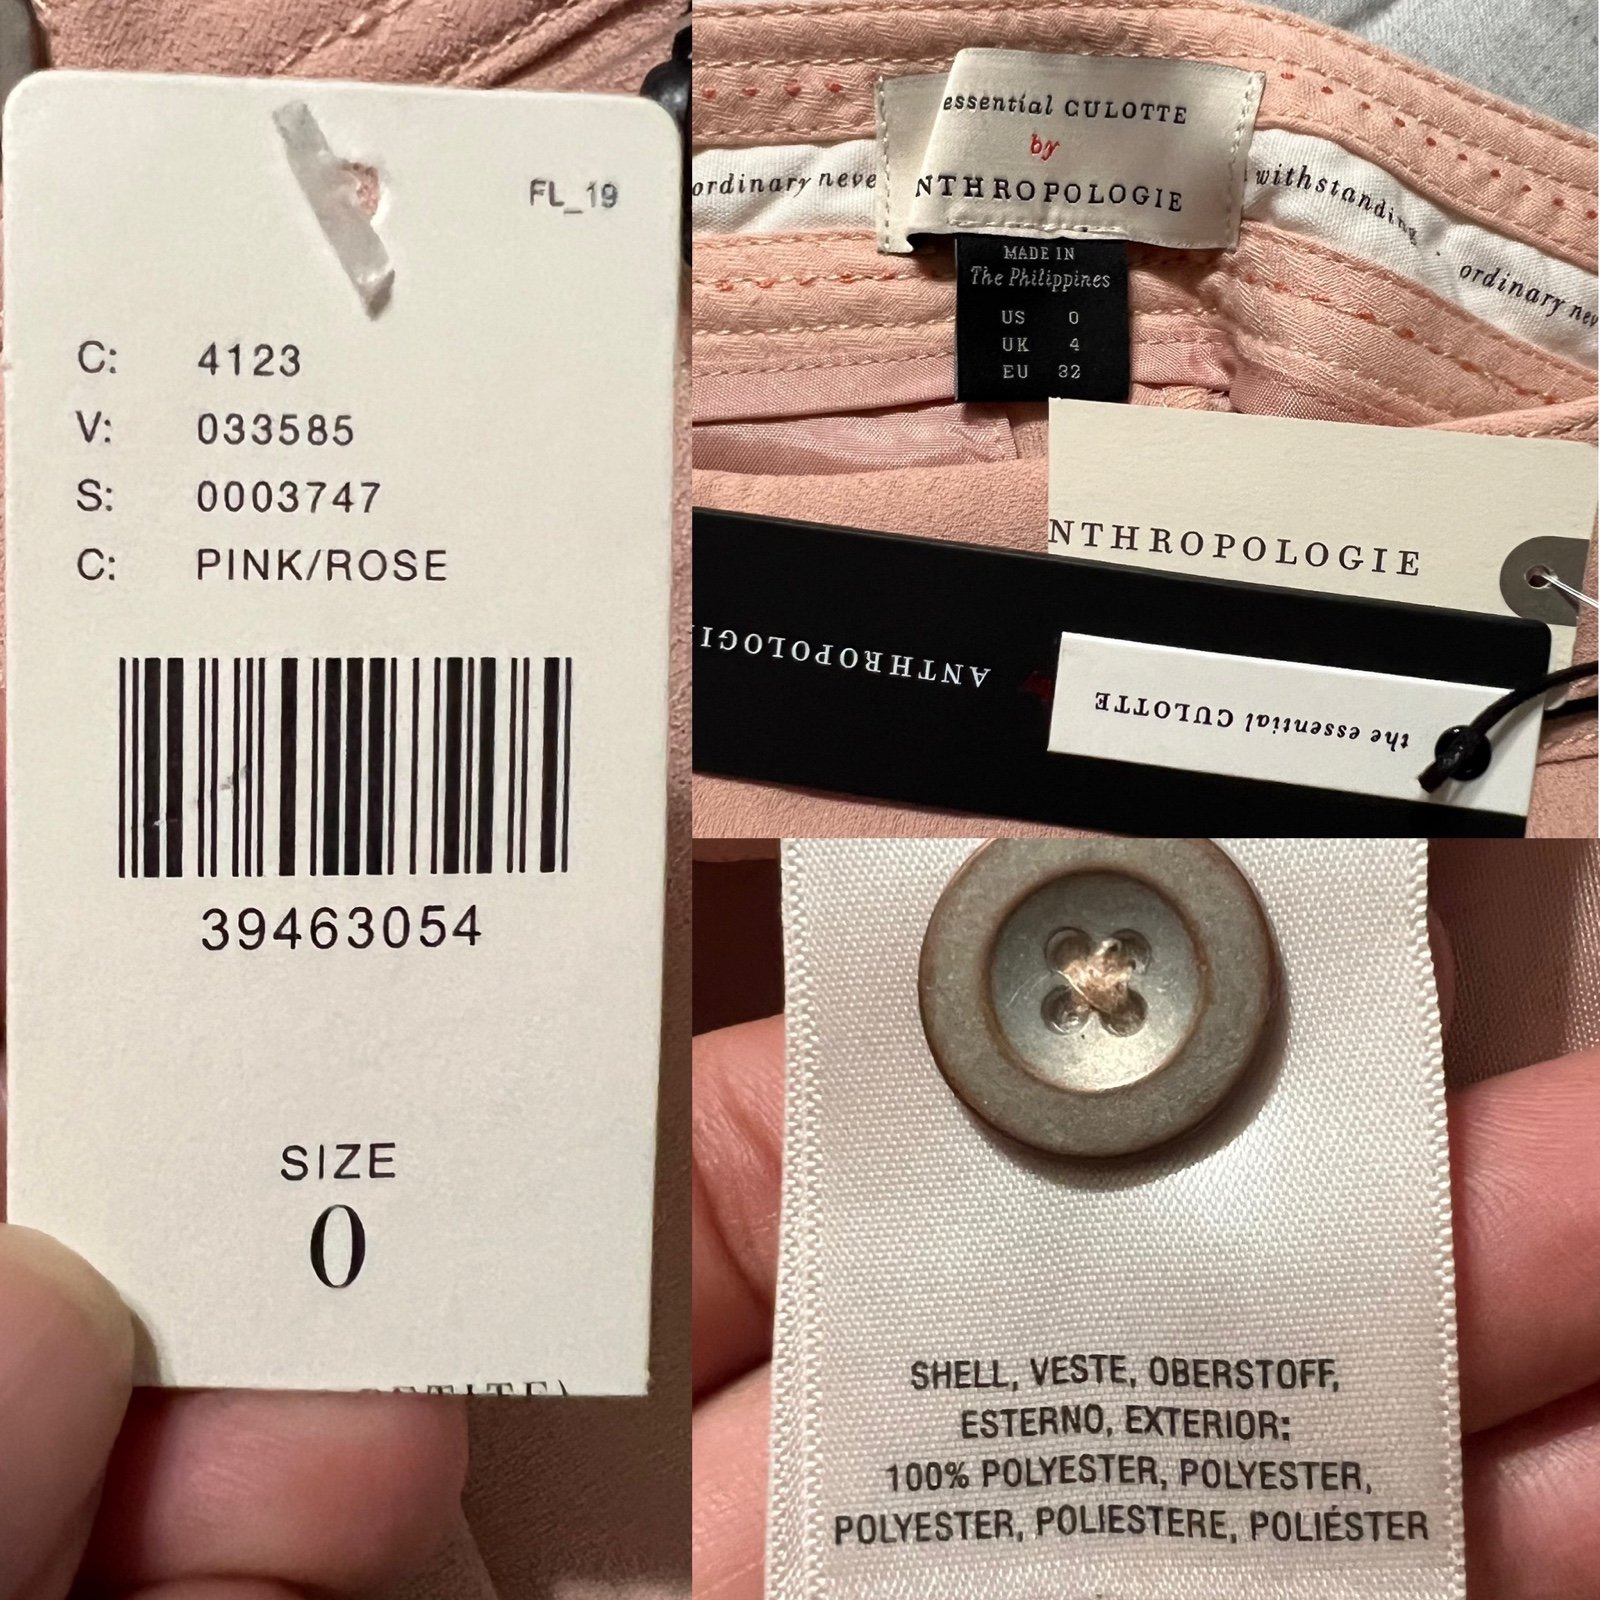 FL_19
C: 4123
V: 033585
S: 0003747
C: PINK/ROSE
39463054
SIZE
0
essential CULOTTE
by
NTHROPOLOGIE
ordinary neve
withstanding · ordinary nev
MADE IN
The Philippines
US 0
UK 4
EU 32
NTHROPOLOGIE
ANTHROPOLOGI
the essential CULOTTE
SHELL, VESTE, OBERSTOFF,
ESTERNO, EXTERIOR:
100% POLYESTER, POLYESTER,
POLYESTER, POLIESTERE, POLIÉSTER